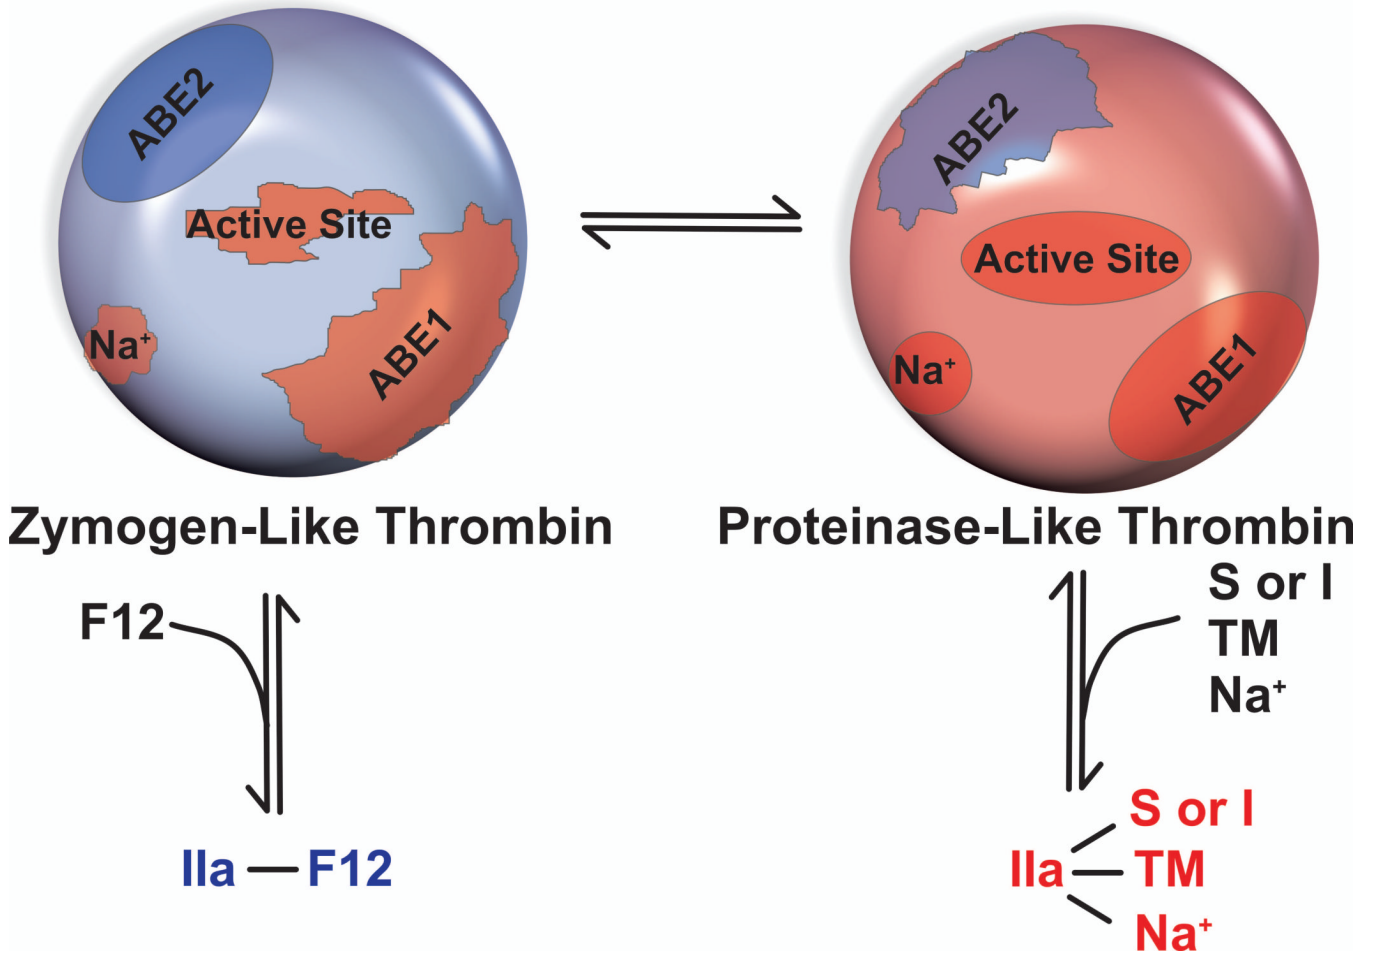 ABE2
Active Site
Na⁺
ABE1
ABE2
Active Site
Na⁺
ABE1
Zymogen-Like Thrombin
Proteinase-Like Thrombin
F12
S or I
TM
Na⁺
IIa — F12
S or I
IIa — TM
Na⁺